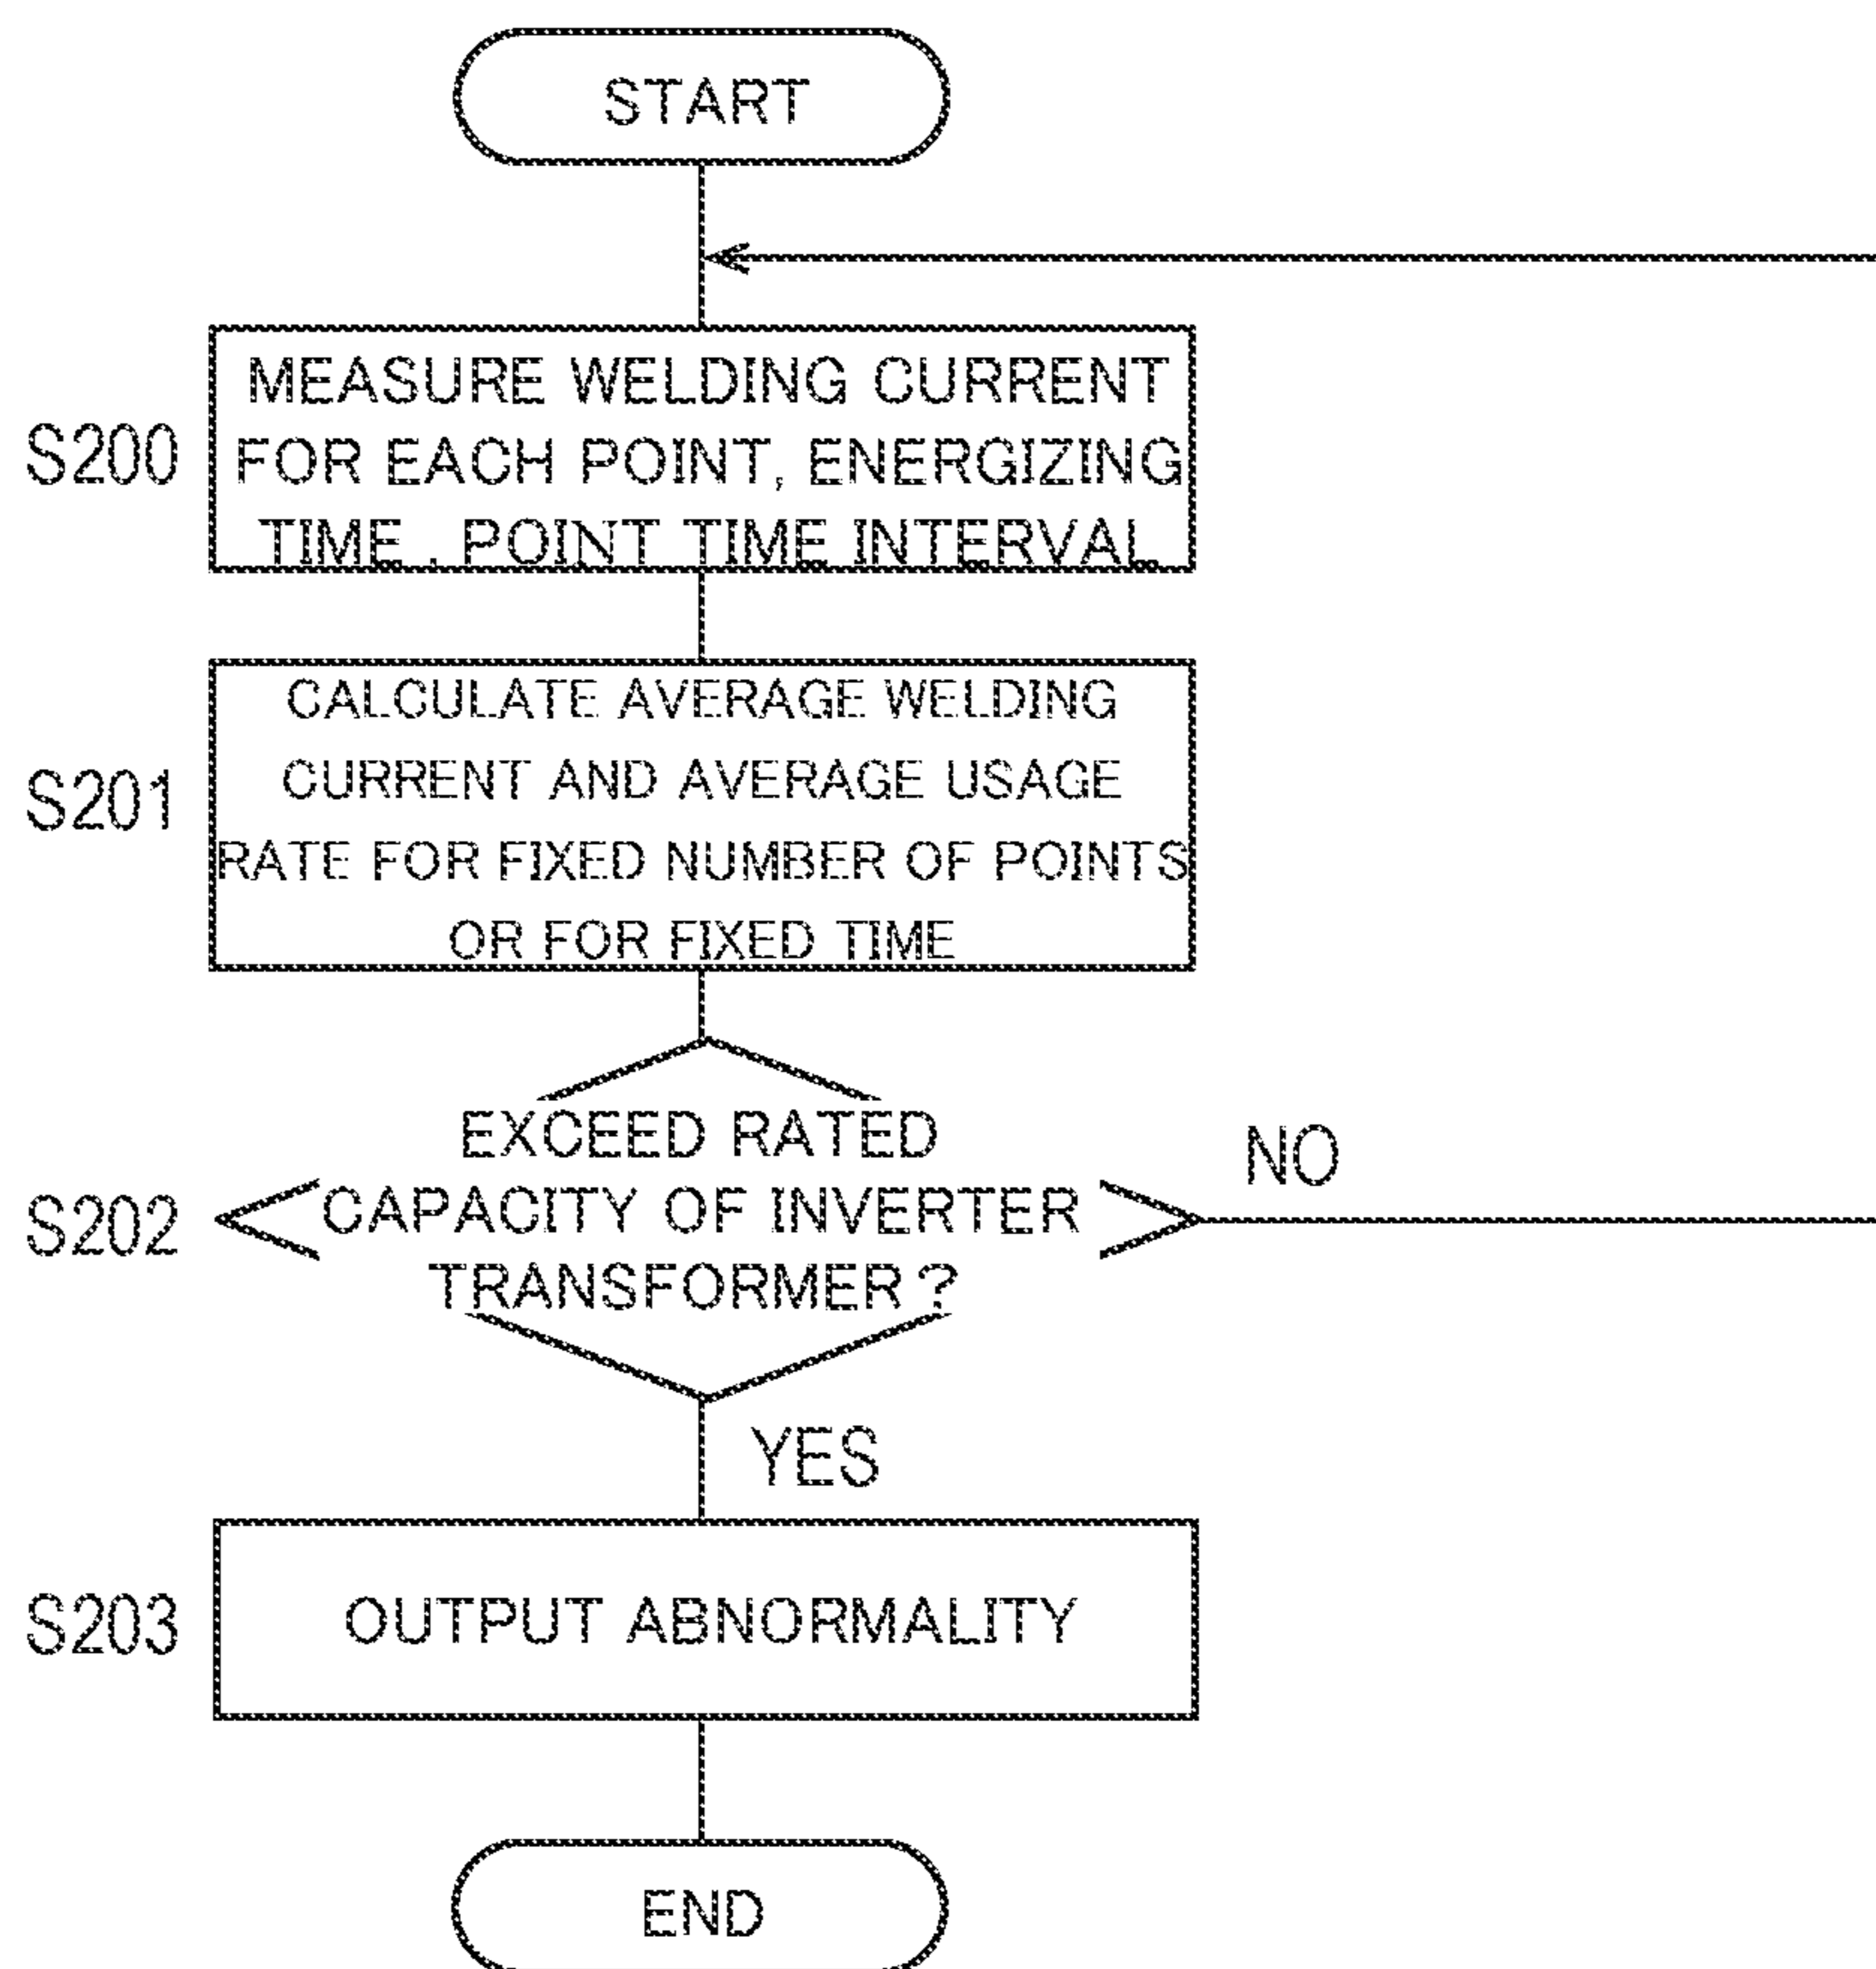 START
MEASURE WELDING CURRENT
S200
FOR EACH POINT, ENERGIZING
TIME , POINT TIME INTERVAL
CALCULATE AVERAGE WELDING
S201
CURRENT AND AVERAGE USAGE
RATE FOR FIXED NUMBER OF POINTS
OR FOR FIXED TIME
EXCEED RATED
NO
S202
CAPACITY OF INVERTER
TRANSFORMER ?
YES
S203
OUTPUT ABNORMALITY
END